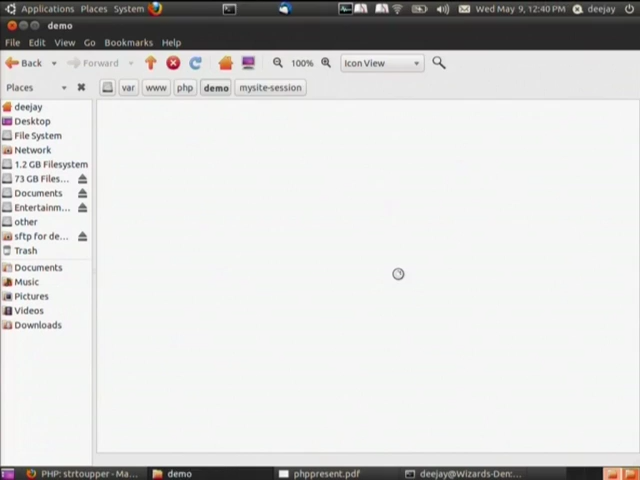 Applications Places System Wed May 9, 12:40 PM deejay
demo
File Edit View Go Bookmarks Help
Back Forward 100% Icon View
Places var www php demo mysite-session
deejay
Desktop
File System
Network
1.2 GB Filesystem
73 GB Files...
Documents
Entertainm...
other
sftp for de...
Trash
Documents
Music
Pictures
Videos
Downloads
PHP: strtoupper - Ma... demo phppresent.pdf deejay@Wizards-Den:...